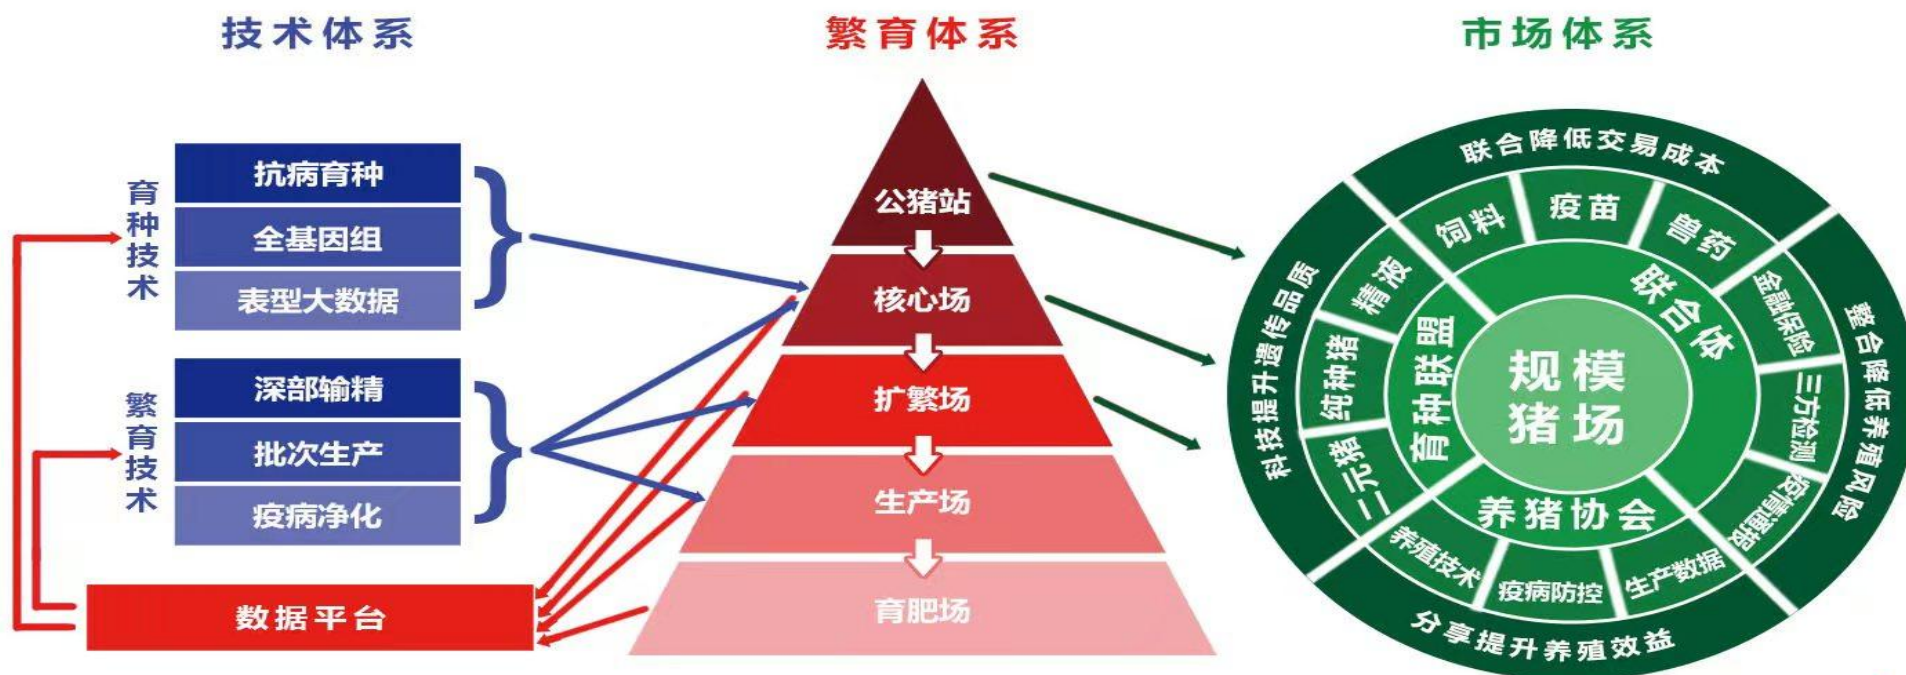 技术体系
繁育体系
市场体系
育种技术
抗病育种
全基因组
表型大数据
繁育技术
深部输精
批次生产
疫病净化
数据平台
公猪站
核心场
扩繁场
生产场
育肥场
联合降低交易成本
整合降低养殖风险
分享提升养殖效益
科技提升遗传品质
饲料
疫苗
兽药
金融保险
三方检测
疫情通报
生产数据
疫病防控
养殖技术
二元猪
纯种猪
精液
联合体
养猪协会
育种联盟
规模
猪场